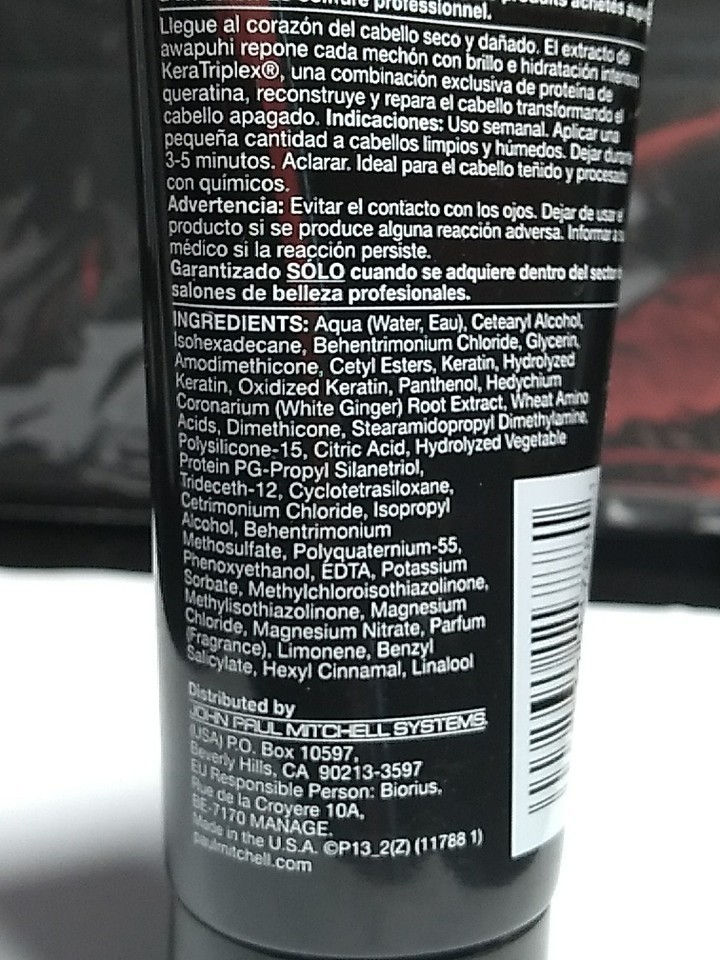 professionnel.
Llegue al corazón del cabello seco y dañado. El extracto de
awapuhi repone cada mechón con brillo e hidratación
KeraTriplex®, una combinación exclusiva de proteína de
queratina, reconstruye y repara el cabello transformando el
cabello apagado. Indicaciones: Uso semanal. Aplicar una
pequeña cantidad a cabellos limpios y húmedos. Dejar
3-5 minutos. Aclarar. Ideal para el cabello teñido y
con químicos.
Advertencia: Evitar el contacto con los ojos. Dejar de usar el
producto si se produce alguna reacción adversa.
médico si la reacción persiste.
Garantizado SÓLO cuando se adquiere dentro del
salones de belleza profesionales.
INGREDIENTS: Aqua (Water, Eau), Cetearyl Alcohol,
Isohexadecane, Behentrimonium Chloride, Glycerin,
Amodimethicone, Cetyl Esters, Keratin, Hydrolyzed
Keratin, Oxidized Keratin, Panthenol, Hedychium
Coronarium (White Ginger) Root Extract, Wheat Amino
Acids, Dimethicone, Stearamidopropyl Dimethylamine,
Polysilicone-15, Citric Acid, Hydrolyzed Vegetable
Protein PG-Propyl Silanetriol,
Trideceth-12, Cyclotetrasiloxane,
Cetrimonium Chloride, Isopropyl
Alcohol, Behentrimonium
Methosulfate, Polyquaternium-55,
Phenoxyethanol, EDTA, Potassium
Sorbate, Methylchloroisothiazolinone,
Methylisothiazolinone, Magnesium
Chloride, Magnesium Nitrate, Parfum
(Fragrance), Limonene, Benzyl
Salicylate, Hexyl Cinnamal, Linalool
Distributed by
JOHN PAUL MITCHELL SYSTEMS.
(USA) P.O. Box 10597,
Beverly Hills, CA 90213-3597
EU Responsible Person: Biorius,
Rue de la Croyere 10A,
BE-7170 MANAGE.
Made in the U.S.A. ©P13_2(Z) (11788 1)
paulmitchell.com